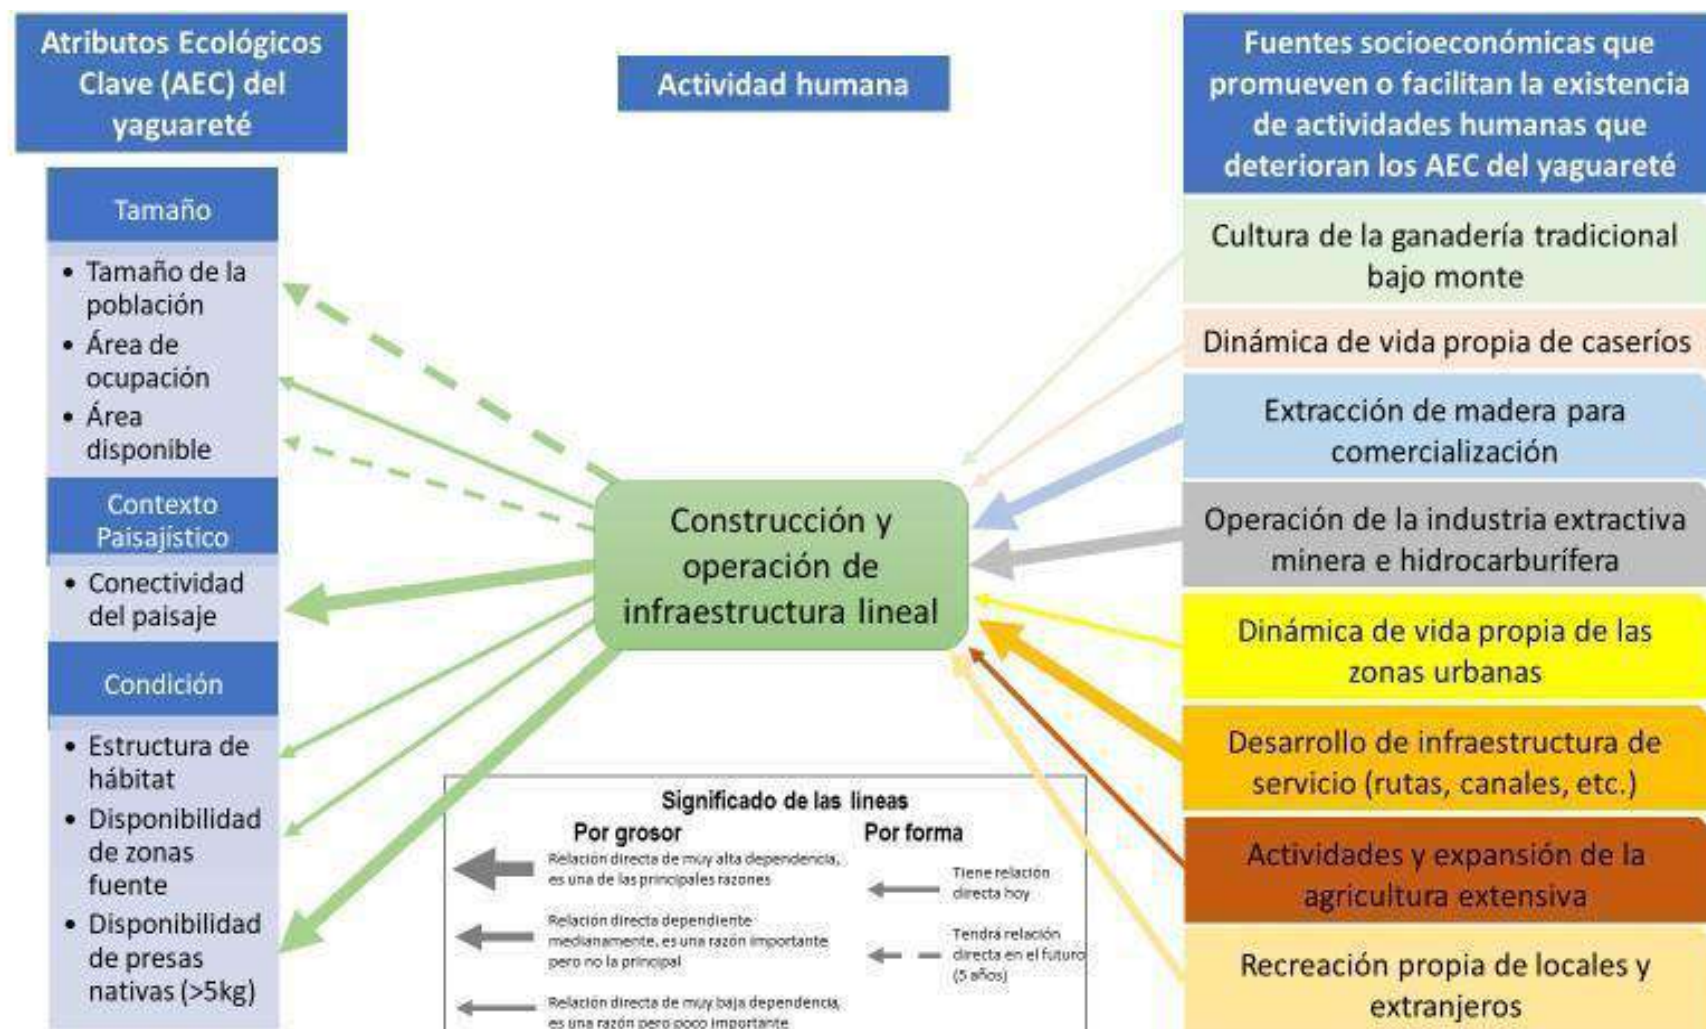 Atributos Ecológicos
Clave (AEC) del
yaguareté
Tamaño
• Tamaño de la
población
• Área de
ocupación
• Área
disponible
Contexto
Paisajístico
• Conectividad
del paisaje
Condición
• Estructura de
hábitat
• Disponibilidad
de zonas
fuente
• Disponibilidad
de presas
nativas (>5kg)
Actividad humana
Construcción y
operación de
infraestructura lineal
Significado de las lineas
Por grosor
Relación directa de muy alta dependencia,
es una de las principales razones
Relación directa dependiente
medianamente, es una razón importante
pero no la principal
Relación directa de muy baja dependencia,
es una razón pero poco importante
Por forma
Tiene relación
directa hoy
Tendrá relación
directa en el futuro
(5 años)
Fuentes socioeconómicas que
promueven o facilitan la existencia
de actividades humanas que
deterioran los AEC del yaguareté
Cultura de la ganadería tradicional
bajo monte
Dinámica de vida propia de caseríos
Extracción de madera para
comercialización
Operación de la industria extractiva
minera e hidrocarburífera
Dinámica de vida propia de las
zonas urbanas
Desarrollo de infraestructura de
servicio (rutas, canales, etc.)
Actividades y expansión de la
agricultura extensiva
Recreación propia de locales y
extranjeros